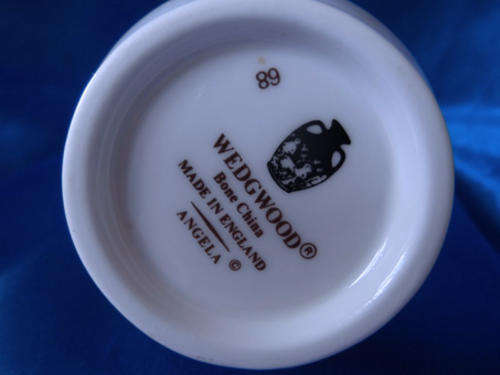 89
WEDGWOOD®
Bone China
MADE IN ENGLAND
ANGELA ©